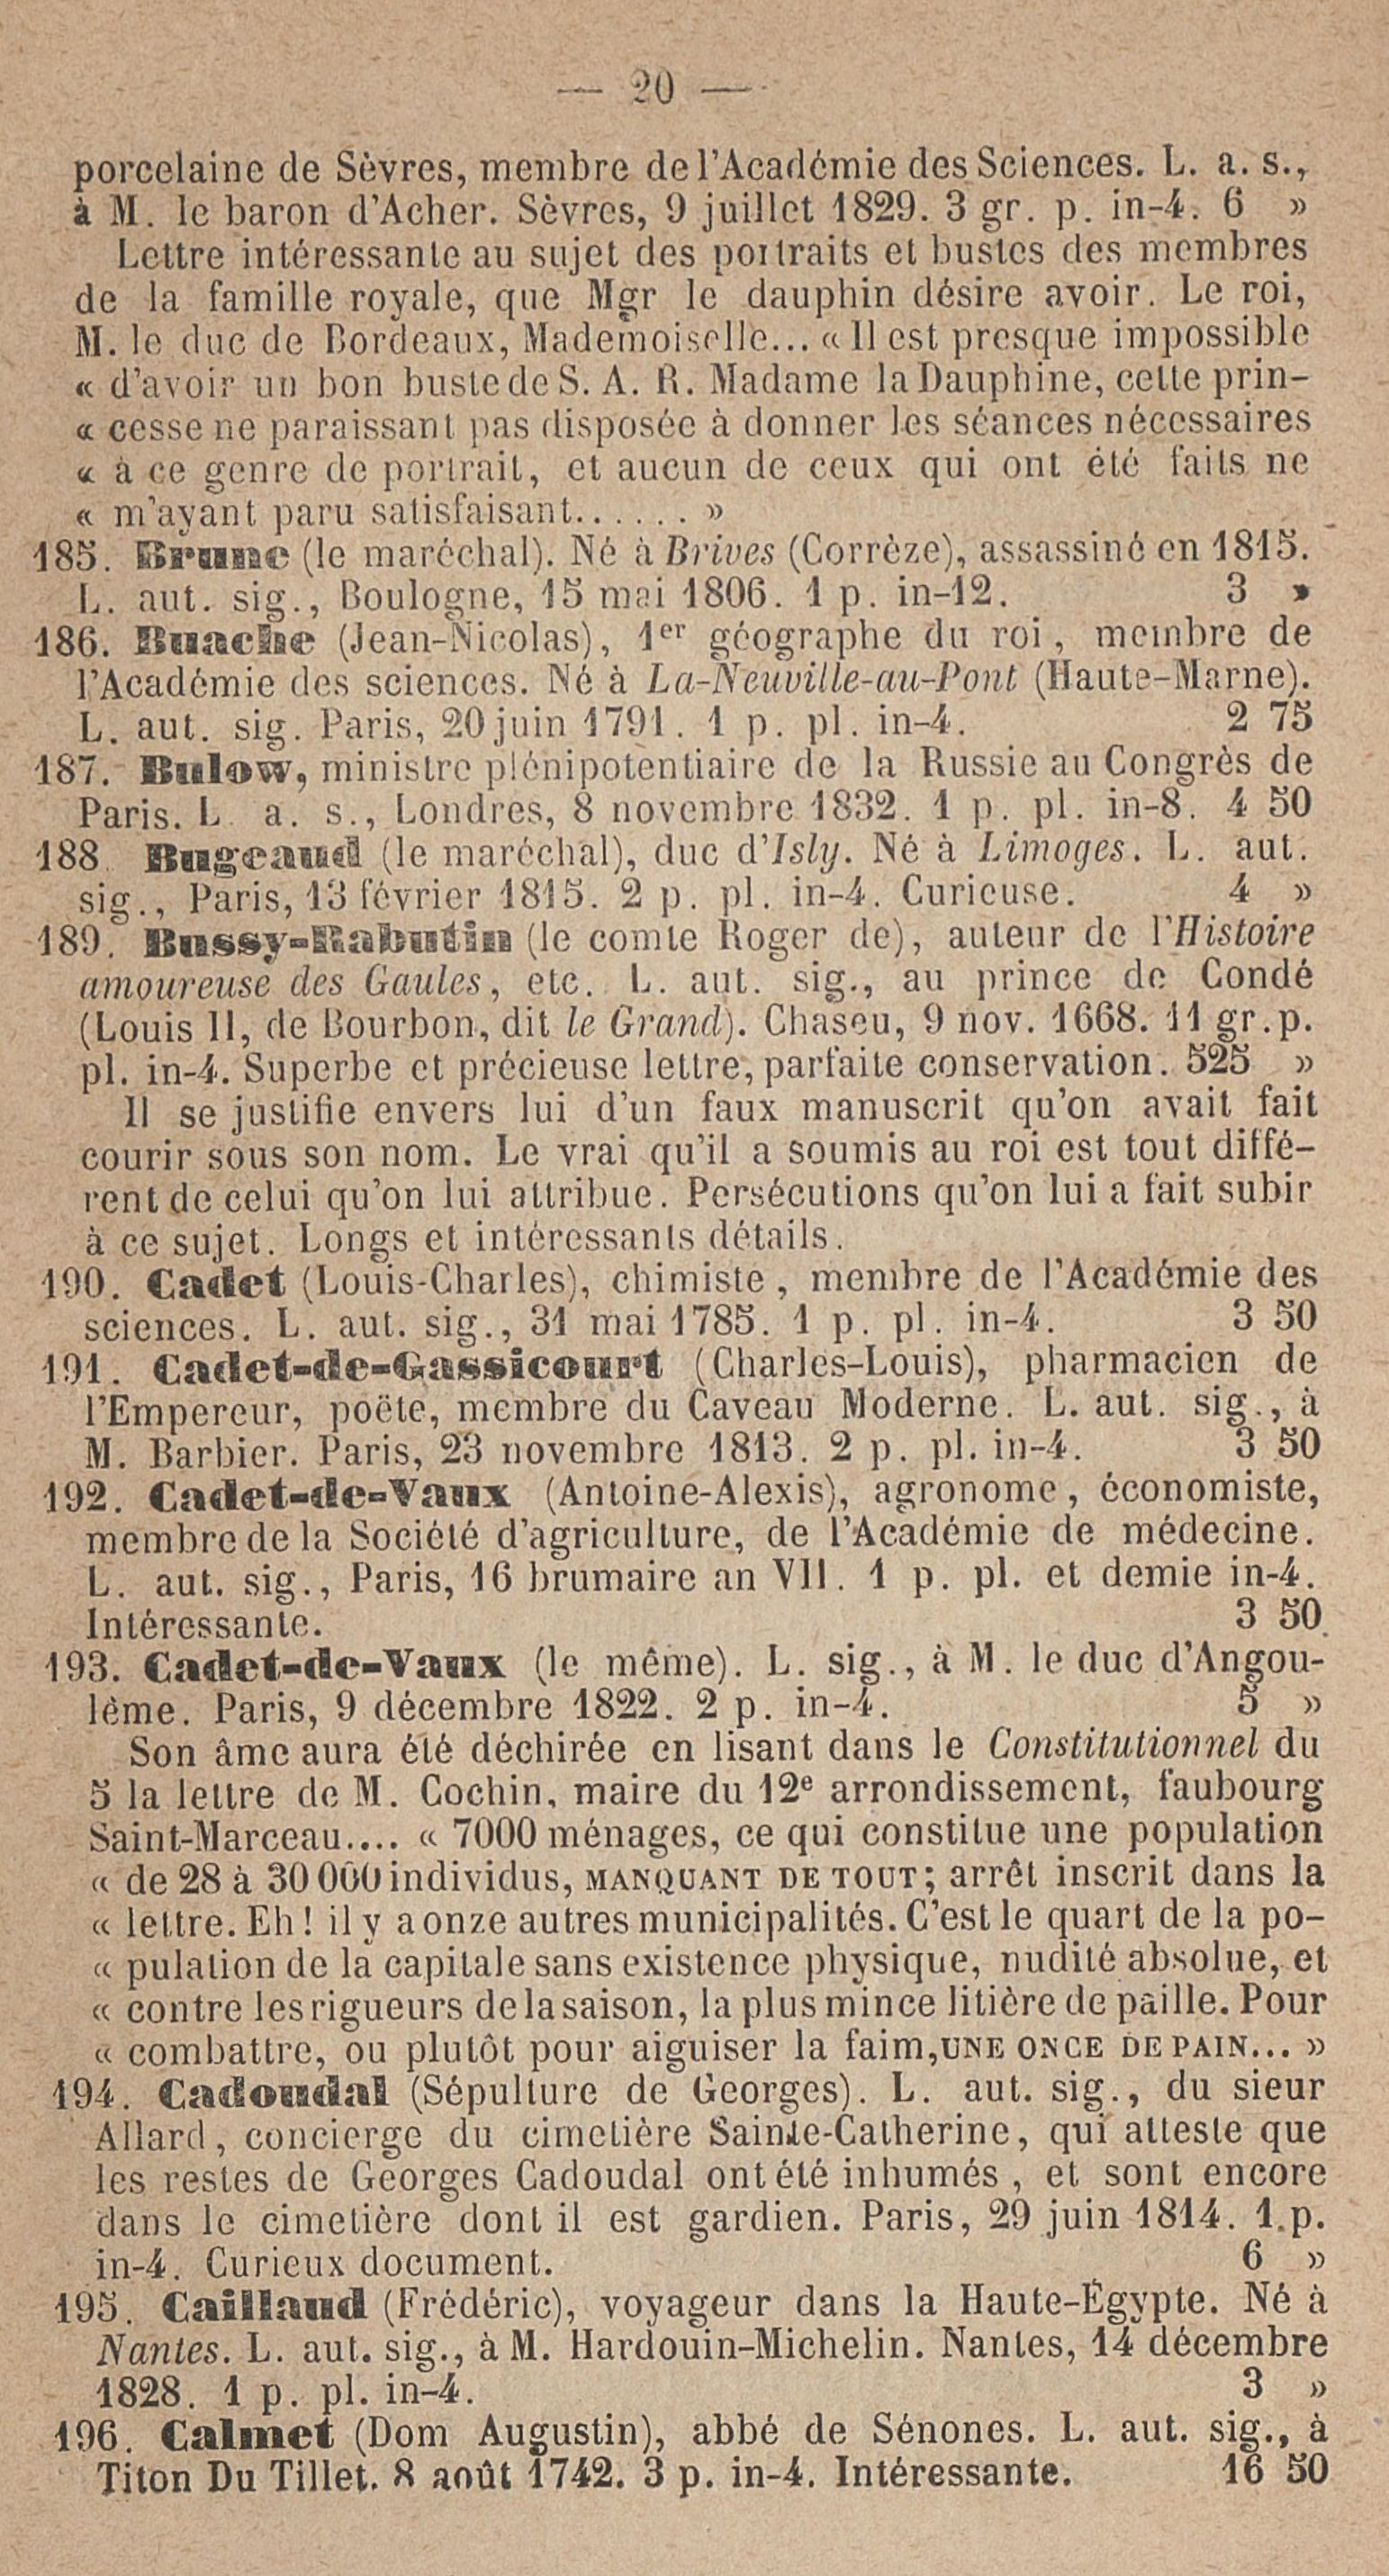 — 20 —
porcelaine de Sèvres, membre de l'Académie des Sciences. L. a. s.,
à M. le baron d'Acher. Sèvres, 9 juillet 1829. 3 gr. p. in-4. 6 »
Lettre intéressante au sujet des portraits et bustes des membres
de la famille royale, que Mgr le dauphin désire avoir. Le roi,
M. le duc de Bordeaux, Mademoiselle... « Il est presque impossible
« d'avoir un bon buste de S. A. R. Madame la Dauphine, cette prin-
« cesse ne paraissant pas disposée à donner les séances nécessaires
« à ce genre de portrait, et aucun de ceux qui ont été faits ne
« m'ayant paru satisfaisant...... »
185. Brune (le maréchal). Né à Brives (Corrèze), assassiné en 1815.
L. aut. sig., Boulogne, 15 mai 1806. 1 p. in-12. 3 »
186. Buache (Jean-Nicolas), 1er géographe du roi, membre de
l'Académie des sciences. Né à La-Neuville-au-Pont (Haute-Marne).
L. aut. sig. Paris, 20 juin 1791. 1 p. pl. in-4. 2 75
187. Bulow, ministre plénipotentiaire de la Russie au Congrès de
Paris. L. a. s., Londres, 8 novembre 1832. 1 p. pl. in-8. 4 50
188. Bugeaud (le maréchal), duc d'Isly. Né à Limoges. L. aut.
sig., Paris, 13 février 1815. 2 p. pl. in-4. Curieuse. 4 »
189. Bussy-Rabutin (le comte Roger de), auteur de l'Histoire
amoureuse des Gaules, etc. L. aut. sig., au prince de Condé
(Louis II, de Bourbon, dit le Grand). Chaseu, 9 nov. 1668. 11 gr. p.
pl. in-4. Superbe et précieuse lettre, parfaite conservation. 525 »
Il se justifie envers lui d'un faux manuscrit qu'on avait fait
courir sous son nom. Le vrai qu'il a soumis au roi est tout diffé-
rent de celui qu'on lui attribue. Persécutions qu'on lui a fait subir
à ce sujet. Longs et intéressants détails.
190. Cadet (Louis-Charles), chimiste, membre de l'Académie des
sciences. L. aut. sig., 31 mai 1785. 1 p. pl. in-4. 3 50
191. Cadet-de-Gassicourt (Charles-Louis), pharmacien de
l'Empereur, poëte, membre du Caveau Moderne. L. aut. sig., à
M. Barbier. Paris, 23 novembre 1813. 2 p. pl. in-4. 3 50
192. Cadet-de-Vaux (Antoine-Alexis), agronome, économiste,
membre de la Société d'agriculture, de l'Académie de médecine.
L. aut. sig., Paris, 16 brumaire an VII. 1 p. pl. et demie in-4.
Intéressante. 3 50
193. Cadet-de-Vaux (le même). L. sig., à M. le duc d'Angou-
lême. Paris, 9 décembre 1822. 2 p. in-4. 5 »
Son âme aura été déchirée en lisant dans le Constitutionnel du
5 la lettre de M. Cochin, maire du 12e arrondissement, faubourg
Saint-Marceau.... « 7000 ménages, ce qui constitue une population
« de 28 à 30 000 individus, MANQUANT DE TOUT; arrêt inscrit dans la
« lettre. Eh! il y a onze autres municipalités. C'est le quart de la po-
« pulation de la capitale sans existence physique, nudité absolue, et
« contre les rigueurs de la saison, la plus mince litière de paille. Pour
« combattre, ou plutôt pour aiguiser la faim, UNE ONCE DE PAIN... »
194. Cadoudal (Sépulture de Georges). L. aut. sig., du sieur
Allard, concierge du cimetière Sainte-Catherine, qui atteste que
les restes de Georges Cadoudal ont été inhumés, et sont encore
dans le cimetière dont il est gardien. Paris, 29 juin 1814. 1 p.
in-4. Curieux document. 6 »
195. Caillaud (Frédéric), voyageur dans la Haute-Égypte. Né à
Nantes. L. aut. sig., à M. Hardouin-Michelin. Nantes, 14 décembre
1828. 1 p. pl. in-4. 3 »
196. Calmet (Dom Augustin), abbé de Sénones. L. aut. sig., à
Titon Du Tillet. 8 août 1742. 3 p. in-4. Intéressante. 16 50